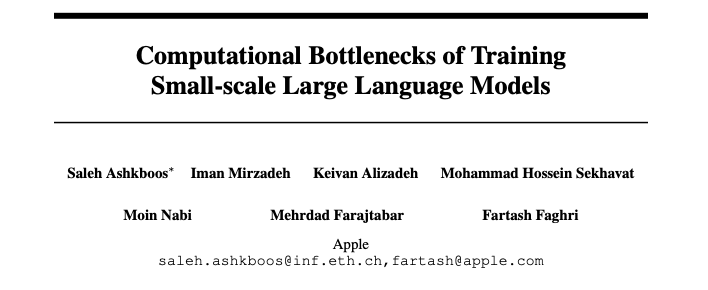 Computational Bottlenecks of Training
Small-scale Large Language Models
Saleh Ashkboos* Iman Mirzadeh Keivan Alizadeh Mohammad Hossein Sekhavat
Moin Nabi Mehrdad Farajtabar Fartash Faghri
Apple
saleh.ashkboos@inf.eth.ch,fartash@apple.com